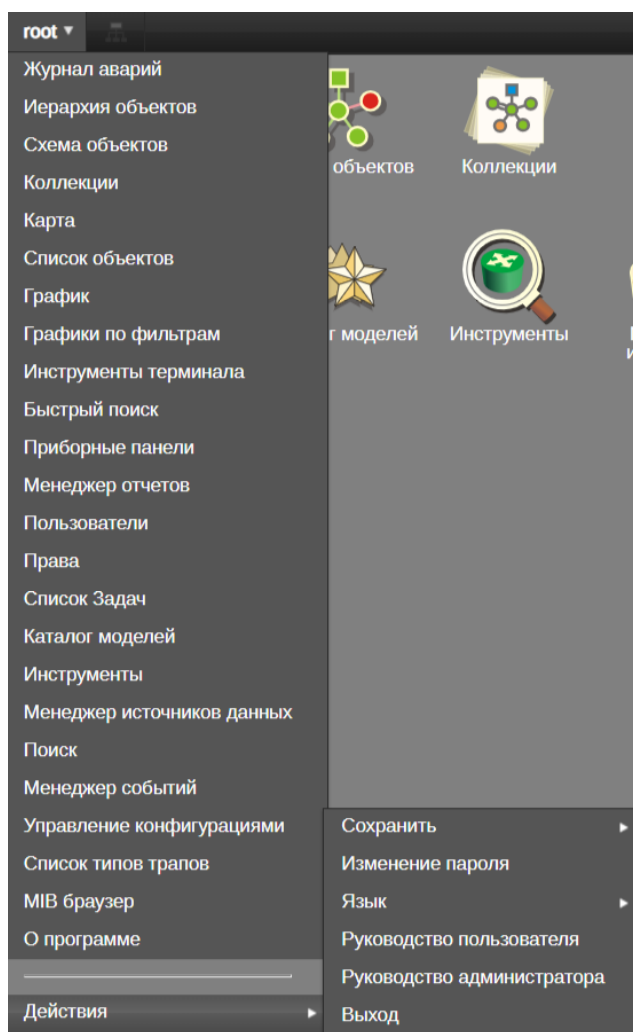 root
Журнал аварий
Иерархия объектов
Схема объектов
Коллекции
Карта
Список объектов
График
Графики по фильтрам
Инструменты терминала
Быстрый поиск
Приборные панели
Менеджер отчетов
Пользователи
Права
Список Задач
Каталог моделей
Инструменты
Менеджер источников данных
Поиск
Менеджер событий
Управление конфигурациями
Список типов трапов
MIB браузер
О программе
Действия
объектов
Коллекции
моделей
Инструменты
Сохранить
Изменение пароля
Язык
Руководство пользователя
Руководство администратора
Выход